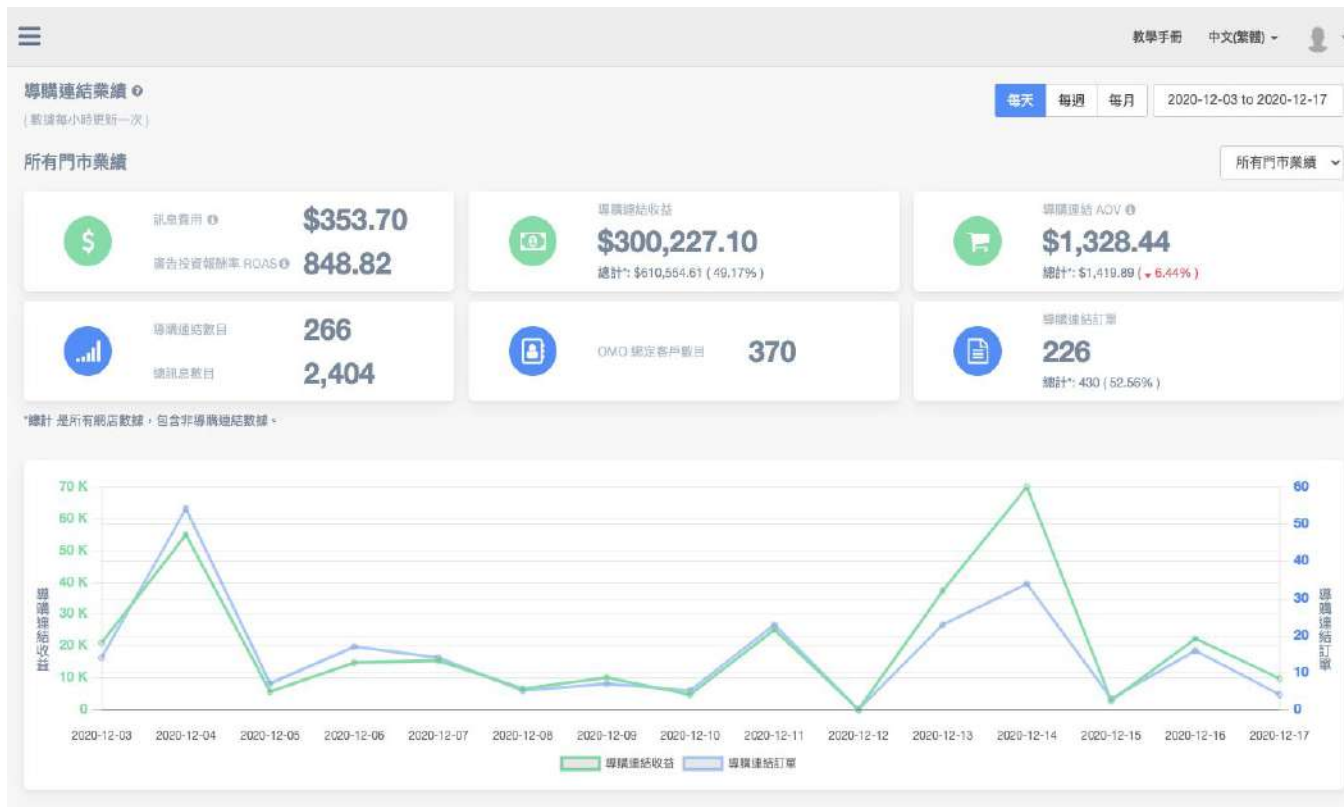 教學手冊 中文(繁體)
導購連結業績
(數據每小時更新一次)
每天 每週 每月 2020-12-03 to 2020-12-17
所有門市業績
所有門市業績
訊息費用 $353.70
廣告投資報酬率 ROAS 848.82
導購連結收益
$300,227.10
總計*: $610,564.61 ( 49.17% )
導購連結 AOV
$1,328.44
總計*: $1,419.89 ( 6.44% )
導購連結數目 266
總訊息數目 2,404
OMO 綁定客戶數目 370
導購連結訂單
226
總計*: 430 ( 52.56% )
*總計 是所有網店數據，包含非導購連結數據。
70 K
60 K
50 K
40 K
30 K
20 K
10 K
0
導購連結收益
60
50
40
30
20
10
0
導購連結訂單
2020-12-03 2020-12-04 2020-12-05 2020-12-06 2020-12-07 2020-12-08 2020-12-09 2020-12-10 2020-12-11 2020-12-12 2020-12-13 2020-12-14 2020-12-15 2020-12-16 2020-12-17
導購連結收益 導購連結訂單